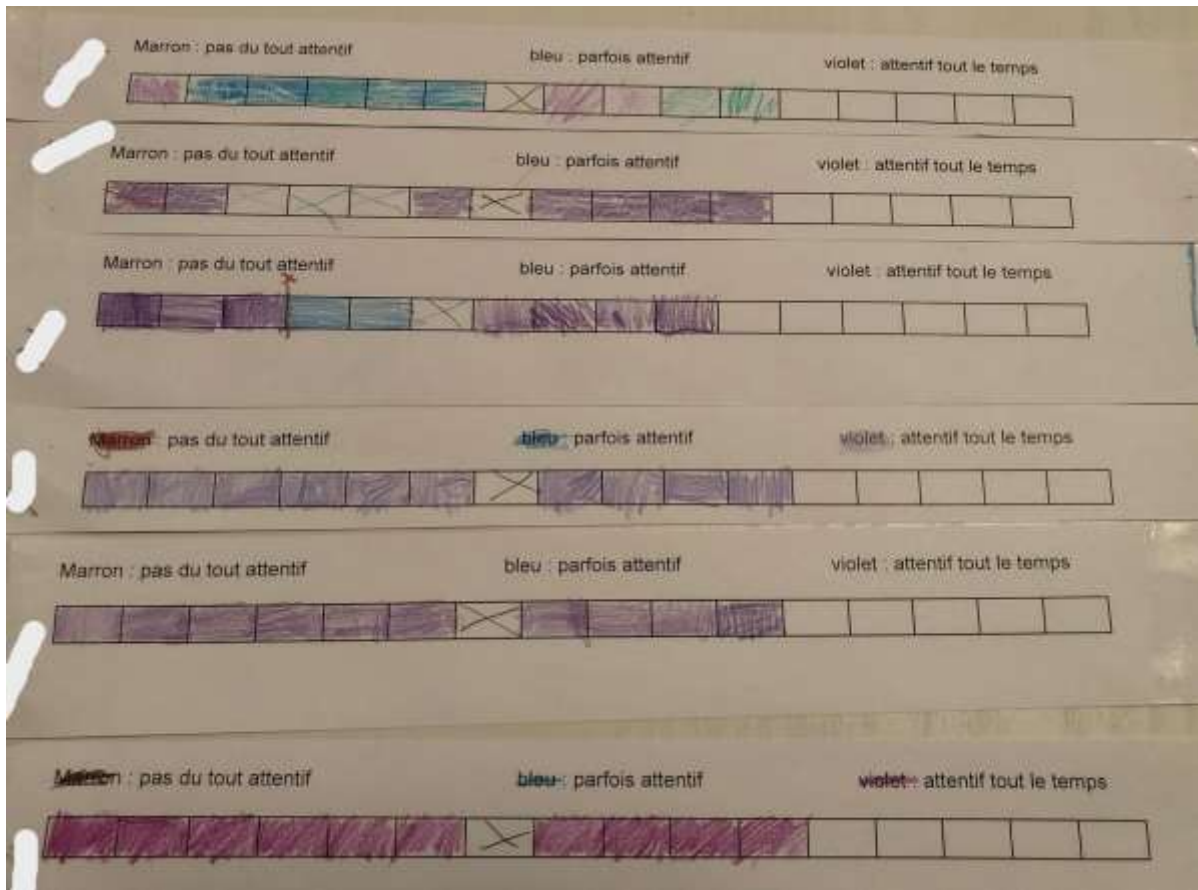 Marron : pas du tout attentif bleu : parfois attentif violet : attentif tout le temps
Marron : pas du tout attentif bleu : parfois attentif violet : attentif tout le temps
Marron : pas du tout attentif bleu : parfois attentif violet : attentif tout le temps
Marron : pas du tout attentif bleu : parfois attentif violet : attentif tout le temps
Marron : pas du tout attentif bleu : parfois attentif violet : attentif tout le temps
Marron : pas du tout attentif bleu : parfois attentif violet : attentif tout le temps